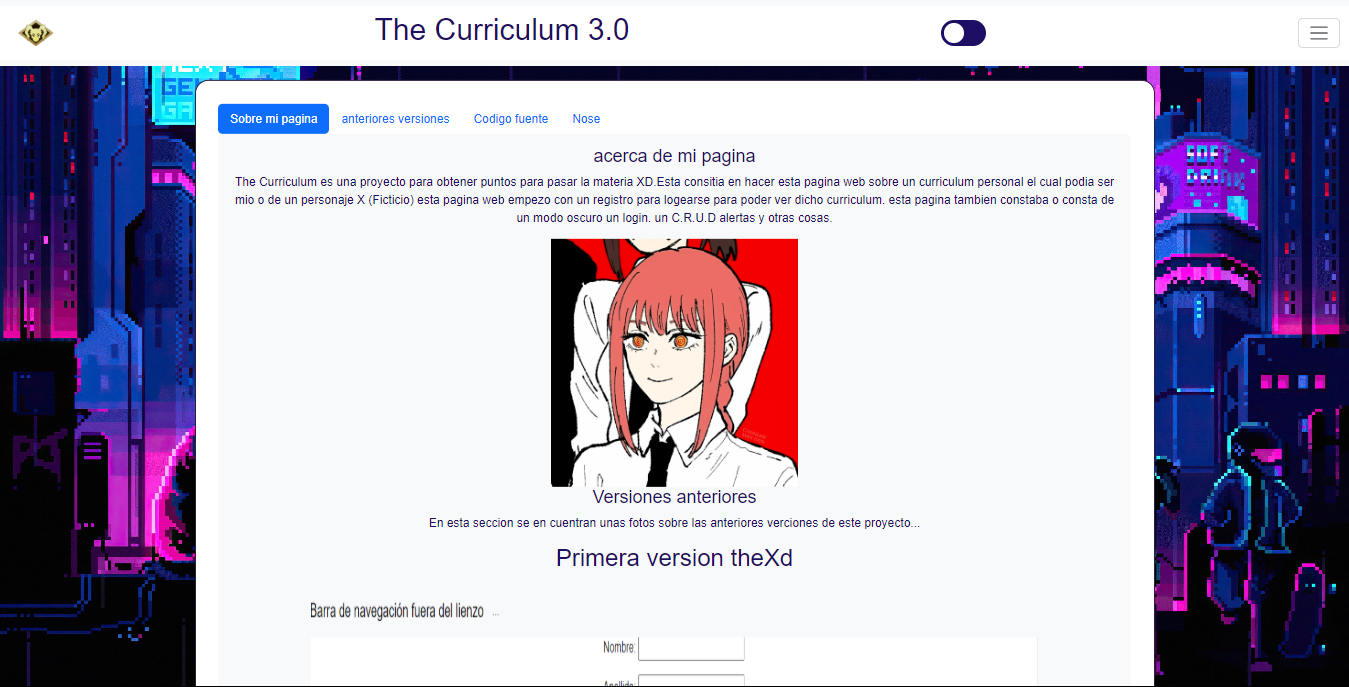 The Curriculum 3.0
Sobre mi pagina
anteriores versiones
Codigo fuente
Nose
acerca de mi pagina
The Curriculum es una proyecto para obtener puntos para pasar la materia XD.Esta consitia en hacer esta pagina web sobre un curriculum personal el cual podia ser
mio o de un personaje X (Ficticio) esta pagina web empezo con un registro para logearse para poder ver dicho curriculum. esta pagina tambien constaba o consta de
un modo oscuro un login. un C.R.U.D alertas y otras cosas.
Versiones anteriores
En esta seccion se en cuentran unas fotos sobre las anteriores verciones de este proyecto...
Primera version theXd
Barra de navegación fuera del lienzo ...
Nombre: